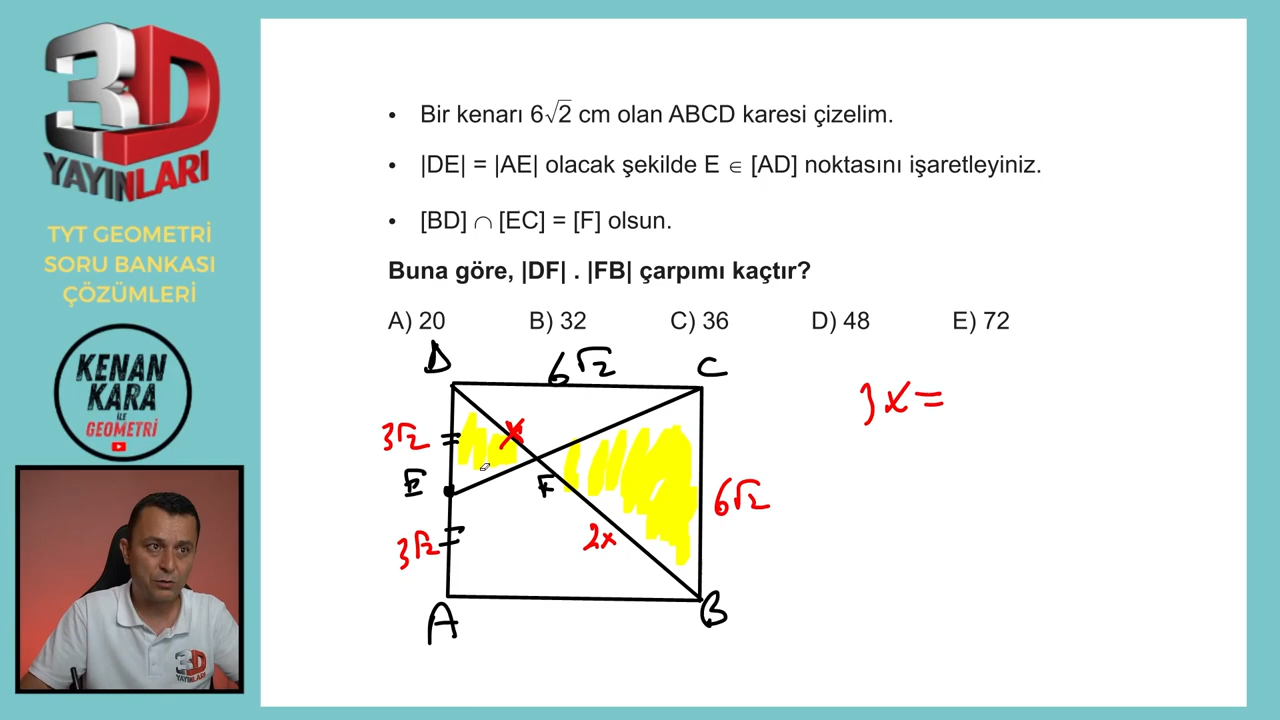 3D
YAYINLARI
TYT GEOMETRİ
SORU BANKASI
ÇÖZÜMLERİ
KENAN
KARA
İLE
GEOMETRİ
• Bir kenarı 6√2 cm olan ABCD karesi çizelim.
• |DE| = |AE| olacak şekilde E ∈ [AD] noktasını işaretleyiniz.
• [BD] ∩ [EC] = [F] olsun.
Buna göre, |DF| . |FB| çarpımı kaçtır?
A) 20 B) 32 C) 36 D) 48 E) 72
D 6√2 C
3√2 x
E F 6√2
3√2 2x
A B
3x =
3D
YAYINLARI